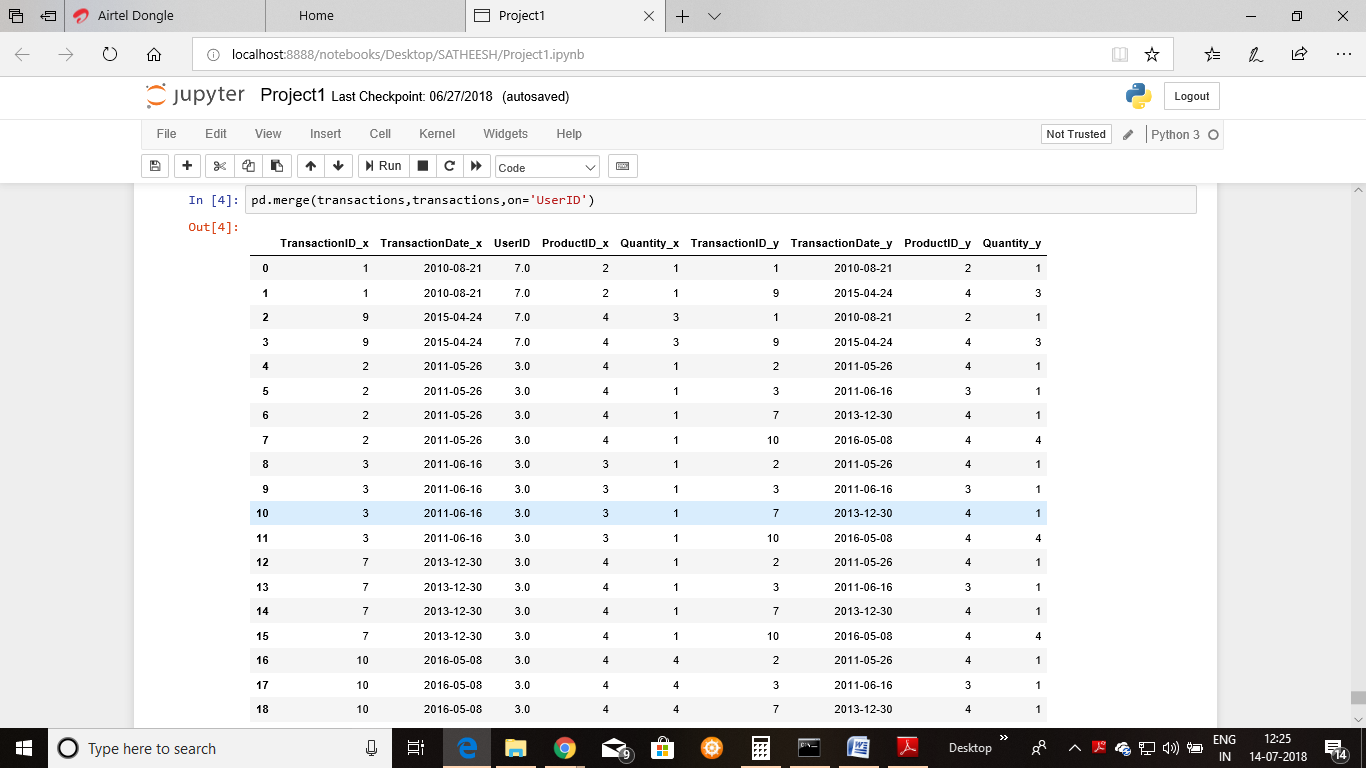 Airtel Dongle Home Project1
localhost:8888/notebooks/Desktop/SATHEESH/Project1.ipynb
jupyter Project1 Last Checkpoint: 06/27/2018 (autosaved) Logout
File Edit View Insert Cell Kernel Widgets Help Not Trusted Python 3
Run Code
In [4]: pd.merge(transactions,transactions,on='UserID')
Out[4]:
TransactionID_x TransactionDate_x UserID ProductID_x Quantity_x TransactionID_y TransactionDate_y ProductID_y Quantity_y
0 1 2010-08-21 7.0 2 1 1 2010-08-21 2 1
1 1 2010-08-21 7.0 2 1 9 2015-04-24 4 3
2 9 2015-04-24 7.0 4 3 1 2010-08-21 2 1
3 9 2015-04-24 7.0 4 3 9 2015-04-24 4 3
4 2 2011-05-26 3.0 4 1 2 2011-05-26 4 1
5 2 2011-05-26 3.0 4 1 3 2011-06-16 3 1
6 2 2011-05-26 3.0 4 1 7 2013-12-30 4 1
7 2 2011-05-26 3.0 4 1 10 2016-05-08 4 4
8 3 2011-06-16 3.0 3 1 2 2011-05-26 4 1
9 3 2011-06-16 3.0 3 1 3 2011-06-16 3 1
10 3 2011-06-16 3.0 3 1 7 2013-12-30 4 1
11 3 2011-06-16 3.0 3 1 10 2016-05-08 4 4
12 7 2013-12-30 3.0 4 1 2 2011-05-26 4 1
13 7 2013-12-30 3.0 4 1 3 2011-06-16 3 1
14 7 2013-12-30 3.0 4 1 7 2013-12-30 4 1
15 7 2013-12-30 3.0 4 1 10 2016-05-08 4 4
16 10 2016-05-08 3.0 4 4 2 2011-05-26 4 1
17 10 2016-05-08 3.0 4 4 3 2011-06-16 3 1
18 10 2016-05-08 3.0 4 4 7 2013-12-30 4 1
Type here to search 9 Desktop ENG 12:25
IN 14-07-2018 14